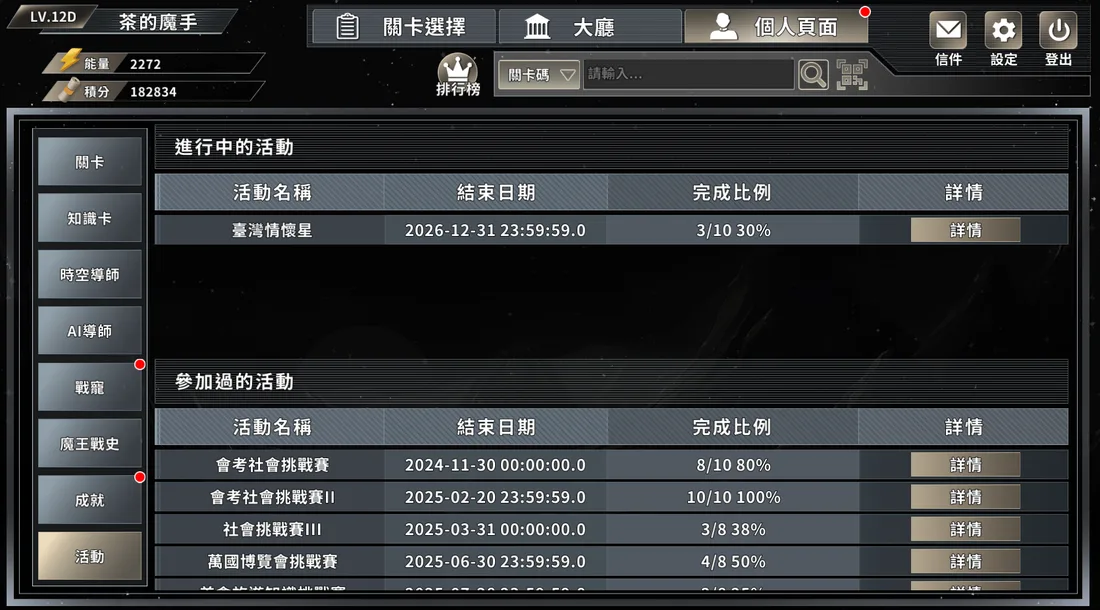 LV.12D
茶的魔手
關卡選擇
大廳
個人頁面
信件
設定
登出
能量 2272
積分 182834
排行榜
關卡碼
請輸入...
關卡
知識卡
時空導師
AI導師
戰寵
魔王戰史
成就
活動
進行中的活動
活動名稱 結束日期 完成比例 詳情
臺灣情懷星 2026-12-31 23:59:59.0 3/10 30% 詳情
參加過的活動
活動名稱 結束日期 完成比例 詳情
會考社會挑戰賽 2024-11-30 00:00:00.0 8/10 80% 詳情
會考社會挑戰賽II 2025-02-20 23:59:59.0 10/10 100% 詳情
社會挑戰賽III 2025-03-31 00:00:00.0 3/8 38% 詳情
萬國博覽會挑戰賽 2025-06-30 23:59:59.0 4/8 50% 詳情